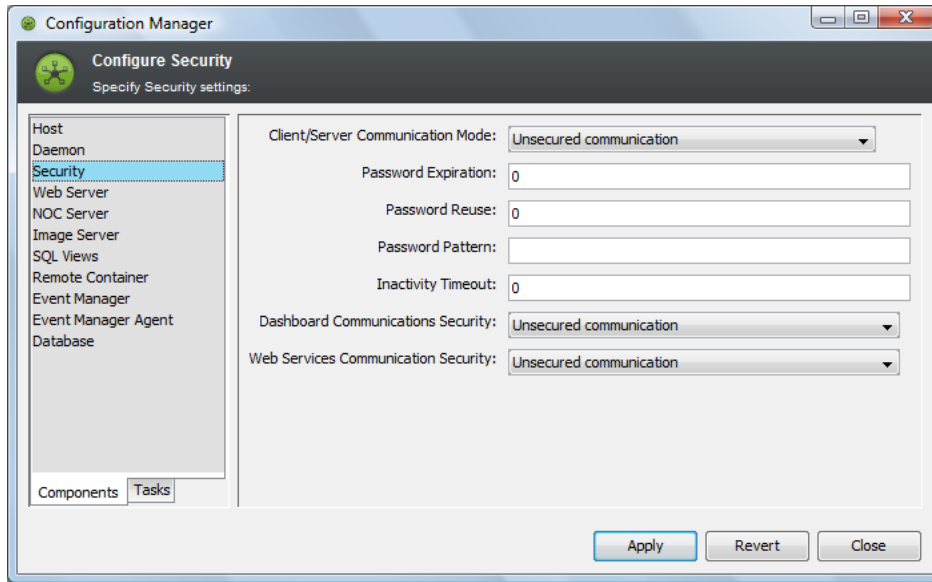 Configuration Manager
Configure Security
Specify Security settings:
Host
Daemon
Security
Web Server
NOC Server
Image Server
SQL Views
Remote Container
Event Manager
Event Manager Agent
Database
Components Tasks
Client/Server Communication Mode: Unsecured communication
Password Expiration: 0
Password Reuse: 0
Password Pattern:
Inactivity Timeout: 0
Dashboard Communications Security: Unsecured communication
Web Services Communication Security: Unsecured communication
Apply Revert Close